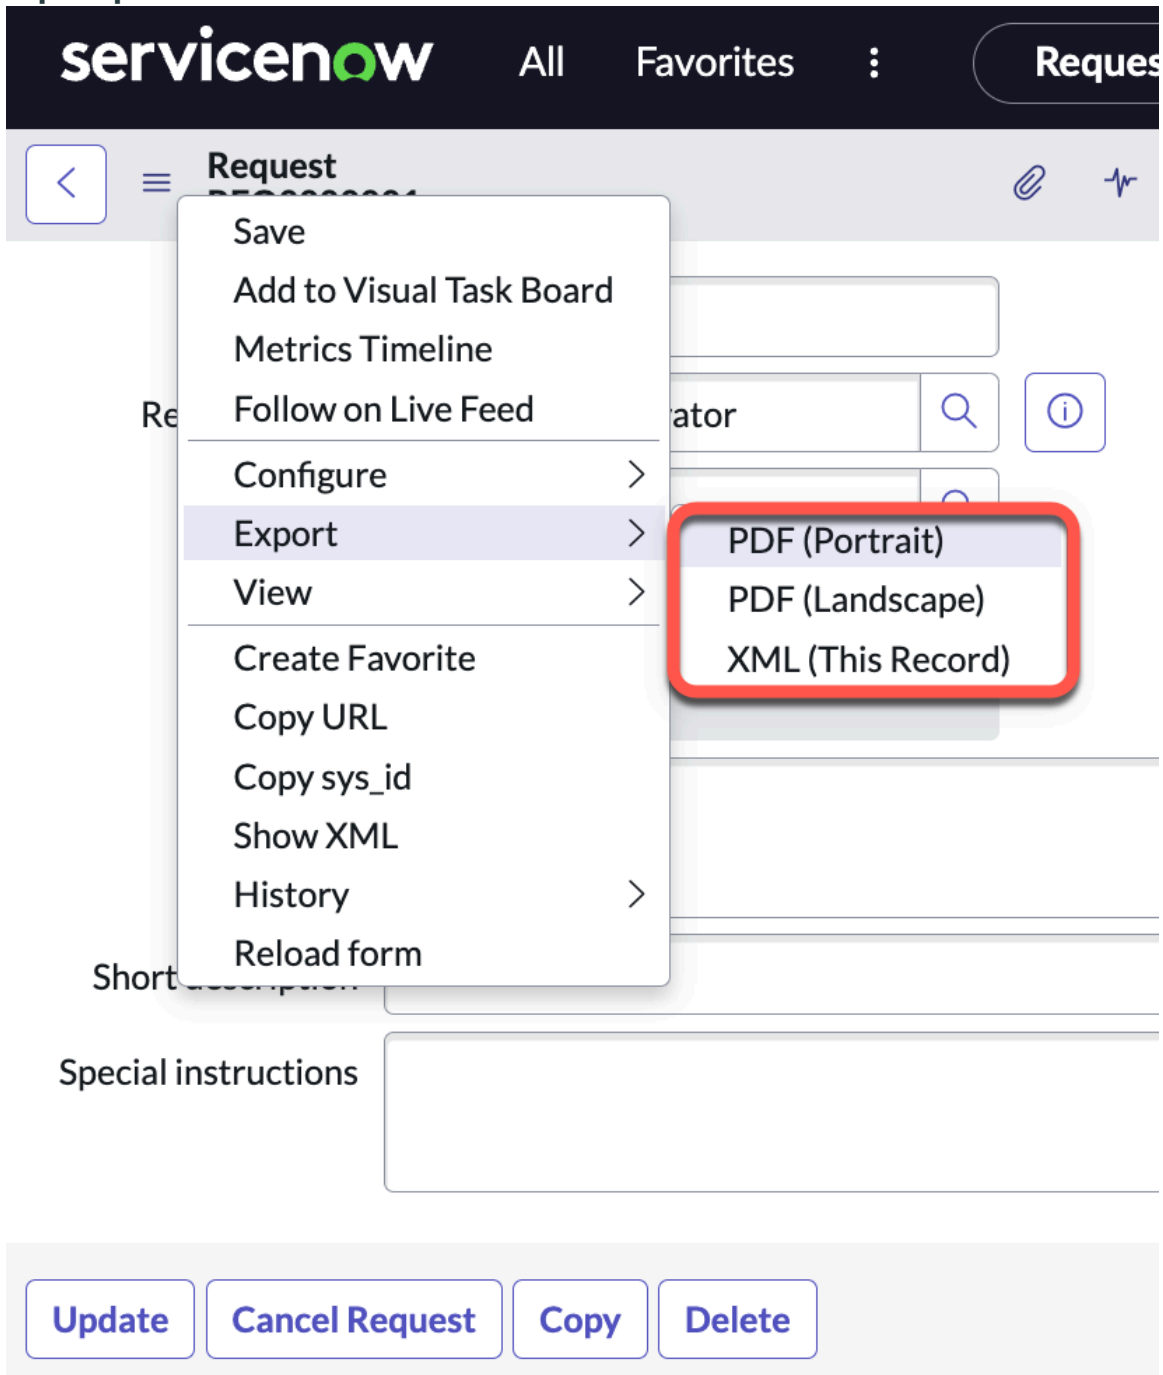 servicenow All Favorites Reques
Request
Save
Add to Visual Task Board
Metrics Timeline
Re Follow on Live Feed ator
Configure
Export PDF (Portrait)
View PDF (Landscape)
XML (This Record)
Create Favorite
Copy URL
Copy sys_id
Show XML
History
Reload form
Short
Special instructions
Update Cancel Request Copy Delete